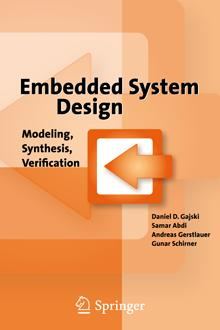 Embedded System
Design
Modeling,
Synthesis,
Verification
Daniel D. Gajski
Samar Abdi
Andreas Gerstlauer
Gunar Schirner
Springer